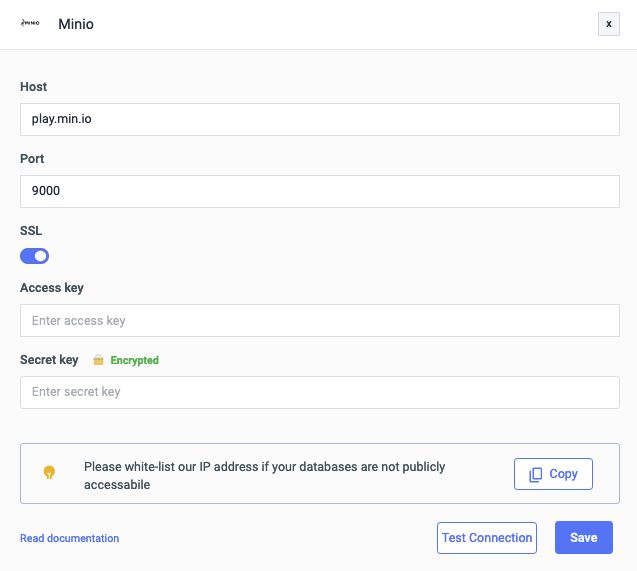 MINIO Minio x
Host
play.min.io
Port
9000
SSL
Access key
Enter access key
Secret key Encrypted
Enter secret key
Please white-list our IP address if your databases are not publicly
accessabile
Copy
Read documentation Test Connection Save